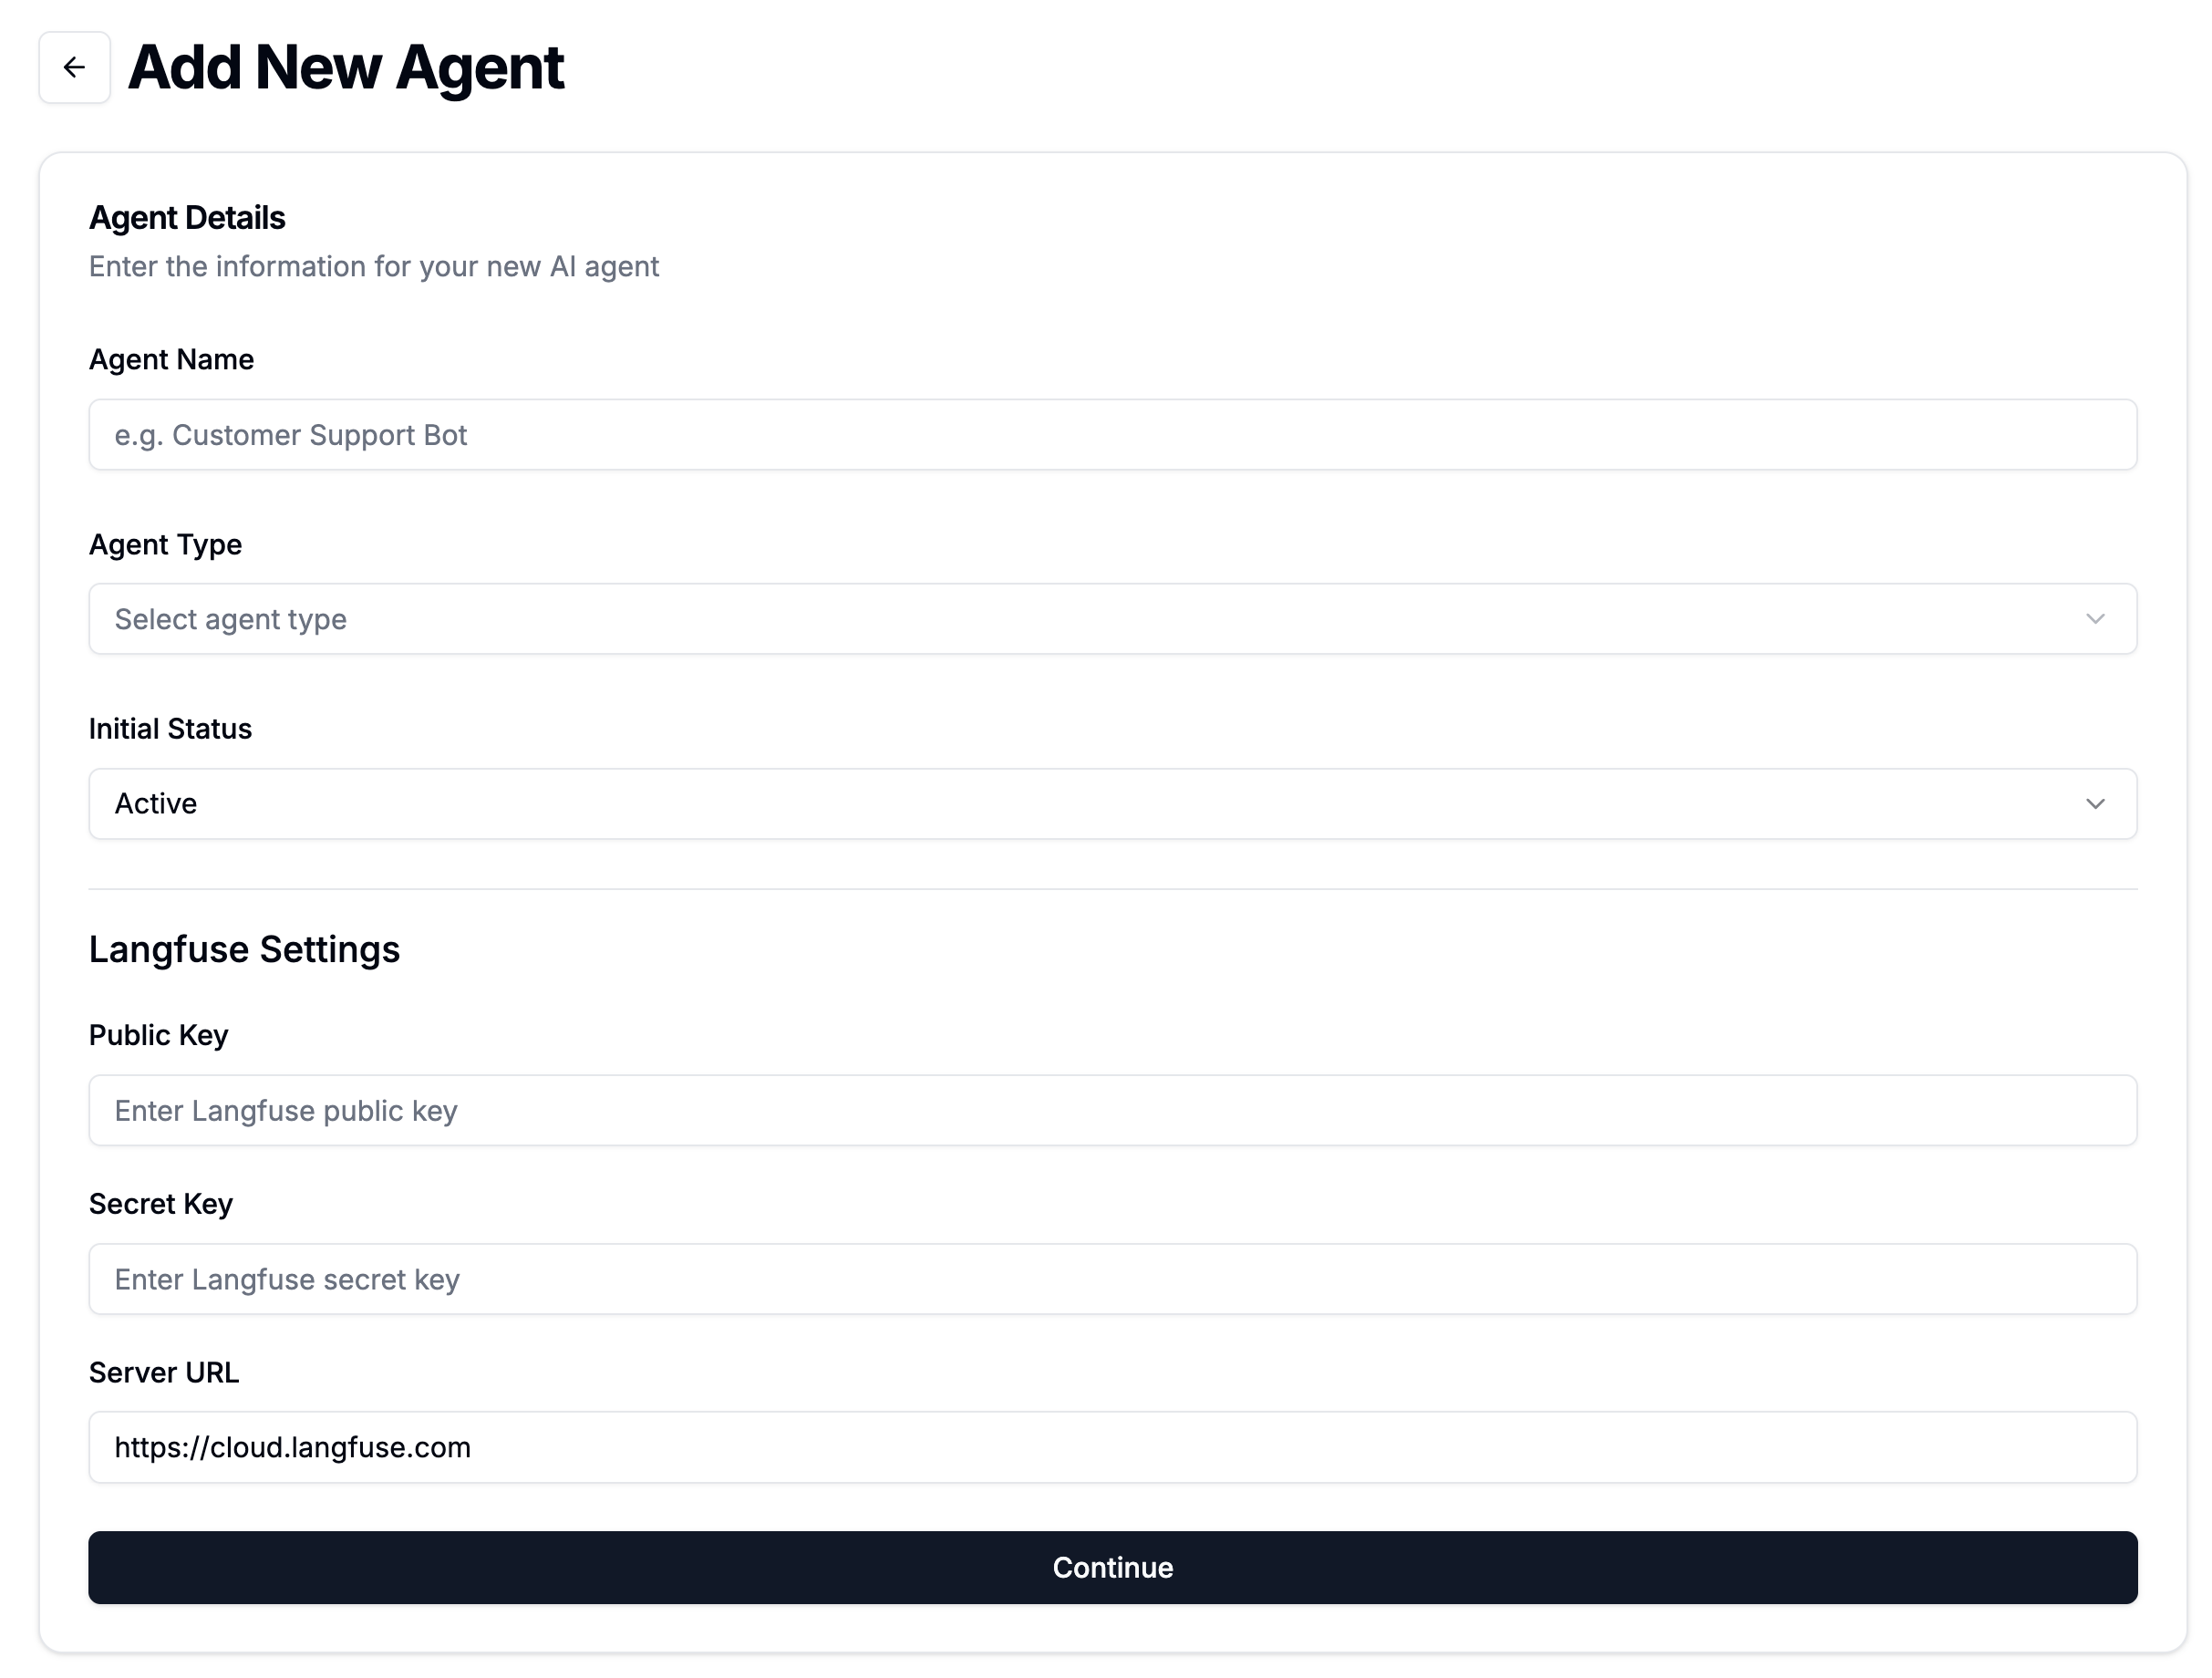 Add New Agent
Agent Details
Enter the information for your new AI agent
Agent Name
e.g. Customer Support Bot
Agent Type
Select agent type
Initial Status
Active
Langfuse Settings
Public Key
Enter Langfuse public key
Secret Key
Enter Langfuse secret key
Server URL
https://cloud.langfuse.com
Continue